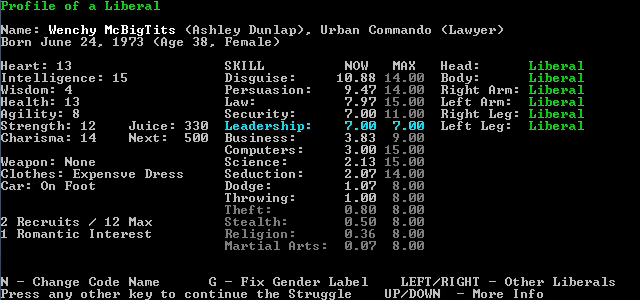 Profile of a Liberal
Name: Wenchy McBigTits (Ashley Dunlap), Urban Commando (Lawyer)
Born June 24, 1973 (Age 38, Female)
Heart: 13 SKILL NOW MAX Head: Liberal
Intelligence: 15 Disguise: 10.88 14.00 Body: Liberal
Wisdom: 4 Persuasion: 9.47 14.00 Right Arm: Liberal
Health: 13 Law: 7.97 15.00 Left Arm: Liberal
Agility: 8 Security: 7.00 11.00 Right Leg: Liberal
Strength: 12 Juice: 330 Leadership: 7.00 7.00 Left Leg: Liberal
Charisma: 14 Next: 500 Business: 3.83 9.00
Computers: 3.00 15.00
Weapon: None Science: 2.13 15.00
Clothes: Expensve Dress Seduction: 2.07 14.00
Car: On Foot Dodge: 1.07 8.00
Throwing: 1.00 8.00
Theft: 0.80 8.00
2 Recruits / 12 Max Stealth: 0.50 8.00
1 Romantic Interest Religion: 0.36 8.00
Martial Arts: 0.07 8.00
N - Change Code Name G - Fix Gender Label LEFT/RIGHT - Other Liberals
Press any other key to continue the Struggle UP/DOWN - More Info